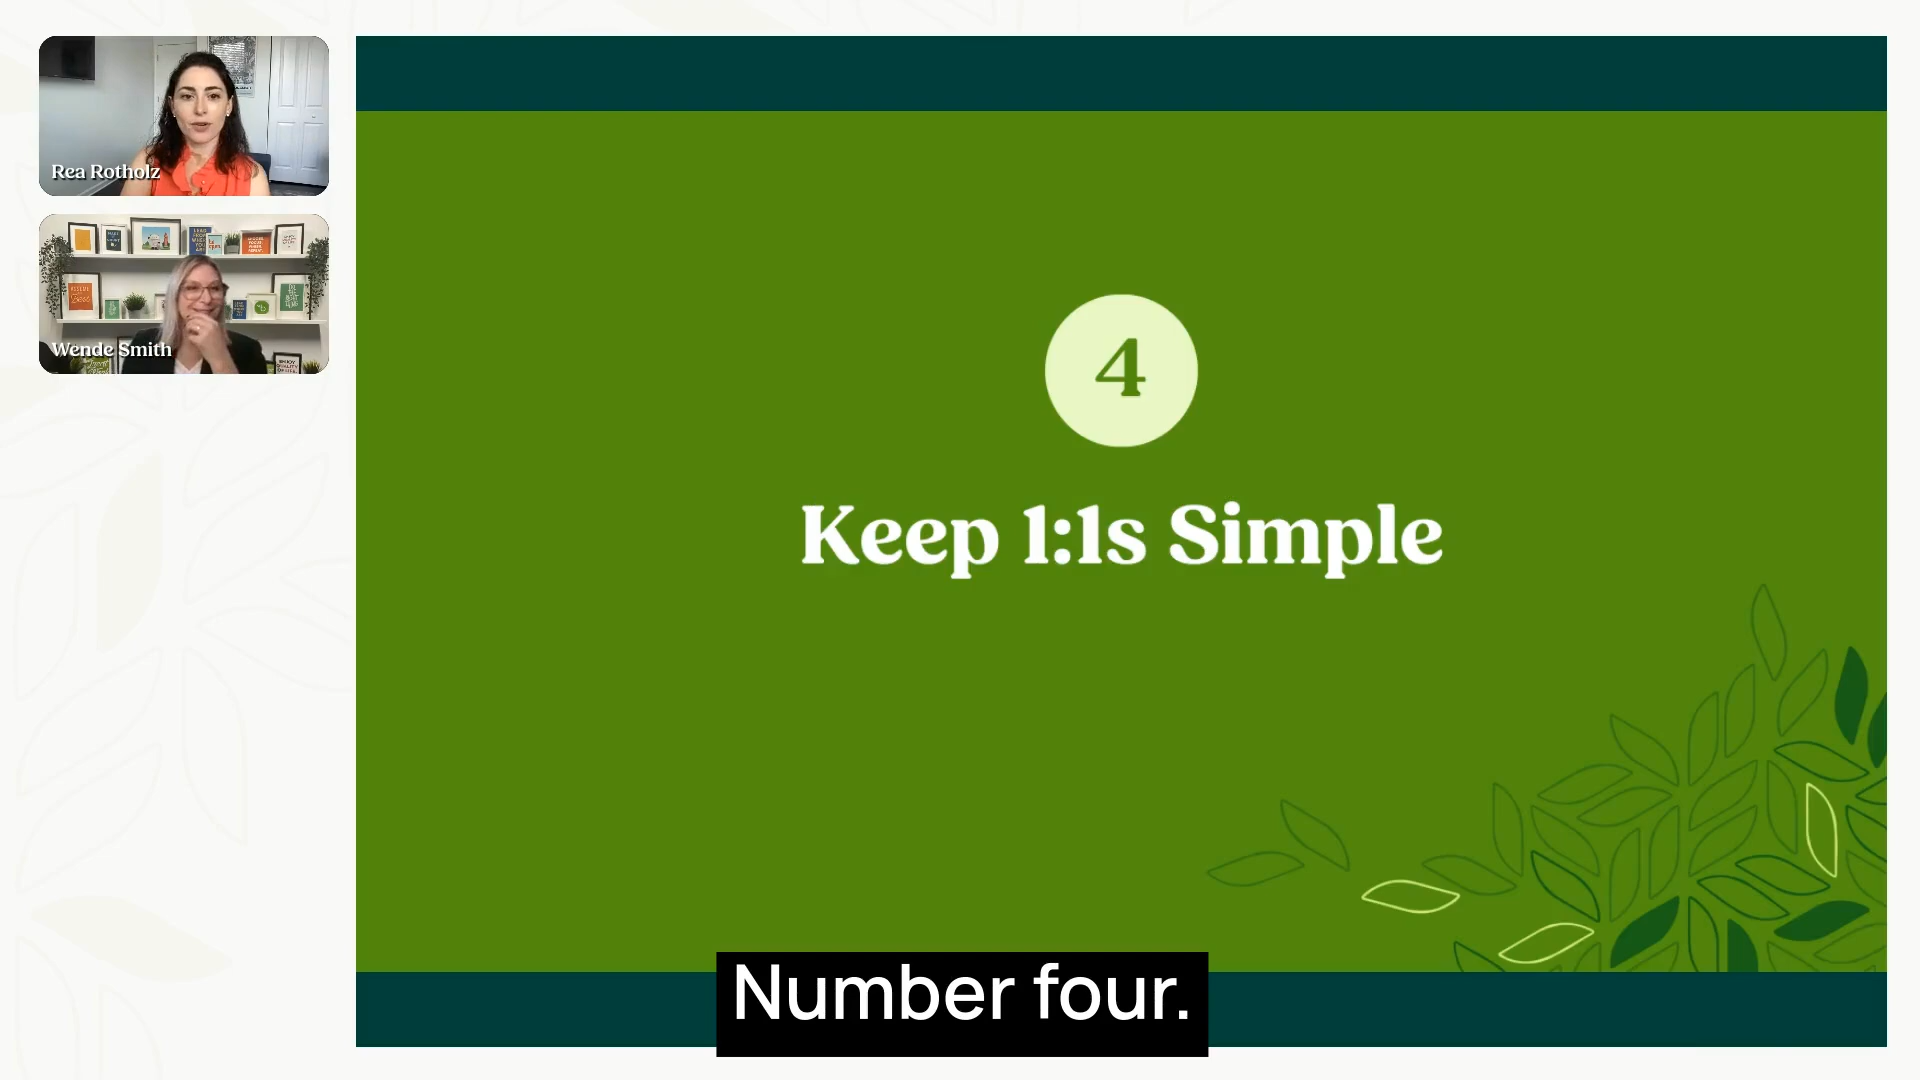 Rea Rotholz
Wende Smith
4
Keep 1:1s Simple
Number four.